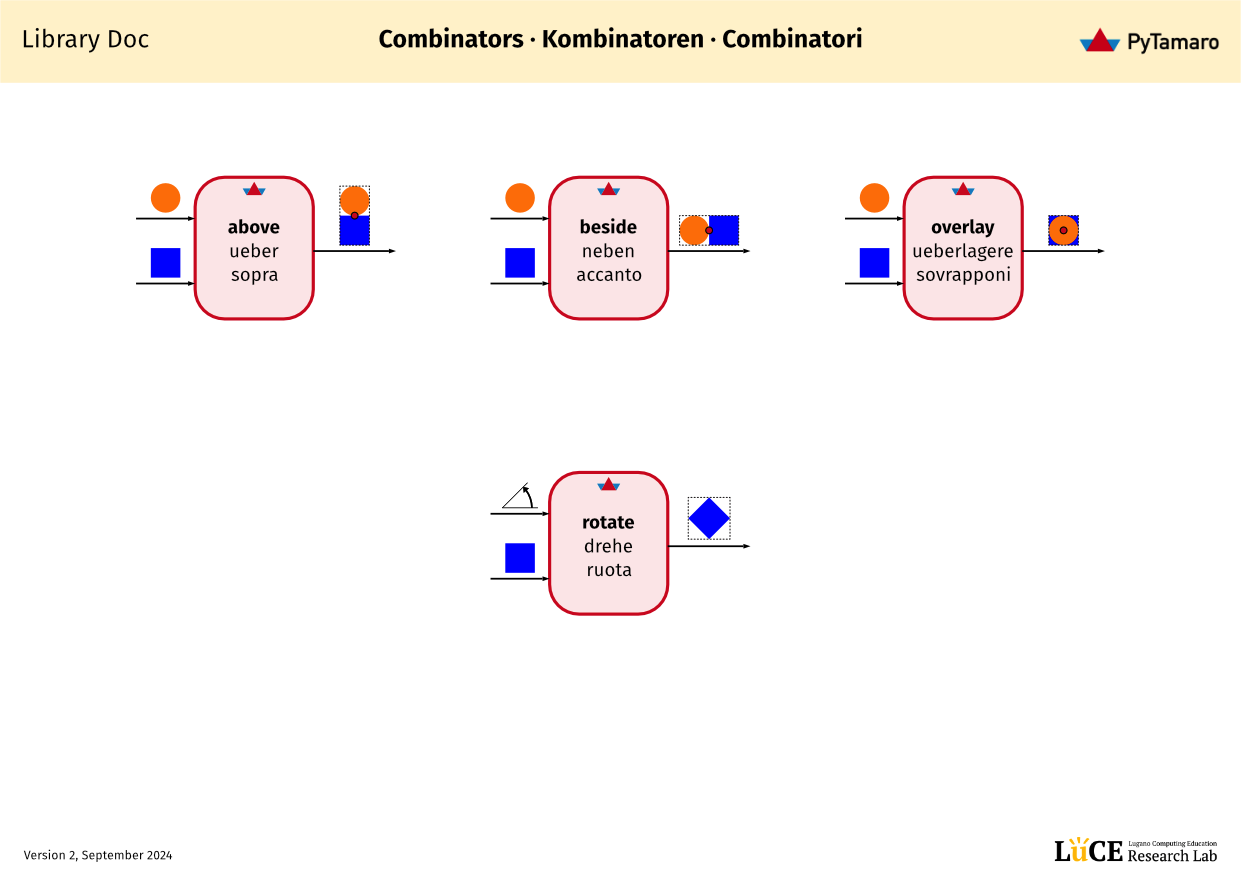 Library Doc
Combinators · Kombinatoren · Combinatori
PyTamaro
above
ueber
sopra
beside
neben
accanto
overlay
ueberlagere
sovrapponi
rotate
drehe
ruota
Version 2, September 2024
LuCE
Lugano Computing Education
Research Lab